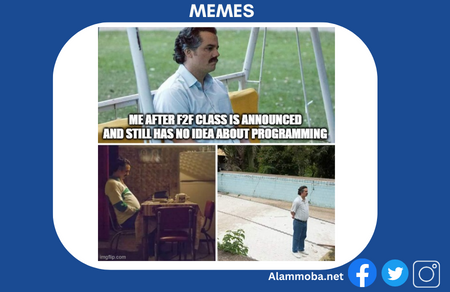 MEMES
ME AFTER F2F CLASS IS ANNOUNCED
AND STILL HAS NO IDEA ABOUT PROGRAMMING
imgflip.com
Alammoba.net